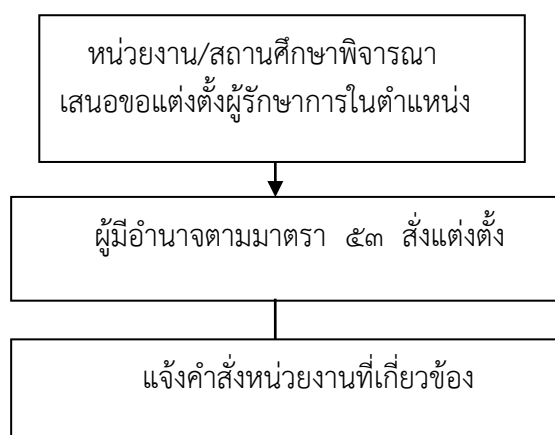 หน่วยงาน/สถานศึกษาพิจารณา
เสนอขอแต่งตั้งผู้รักษาการในตำแหน่ง
ผู้มีอำนาจตามมาตรา ๕๓ สั่งแต่งตั้ง
แจ้งคำสั่งหน่วยงานที่เกี่ยวข้อง